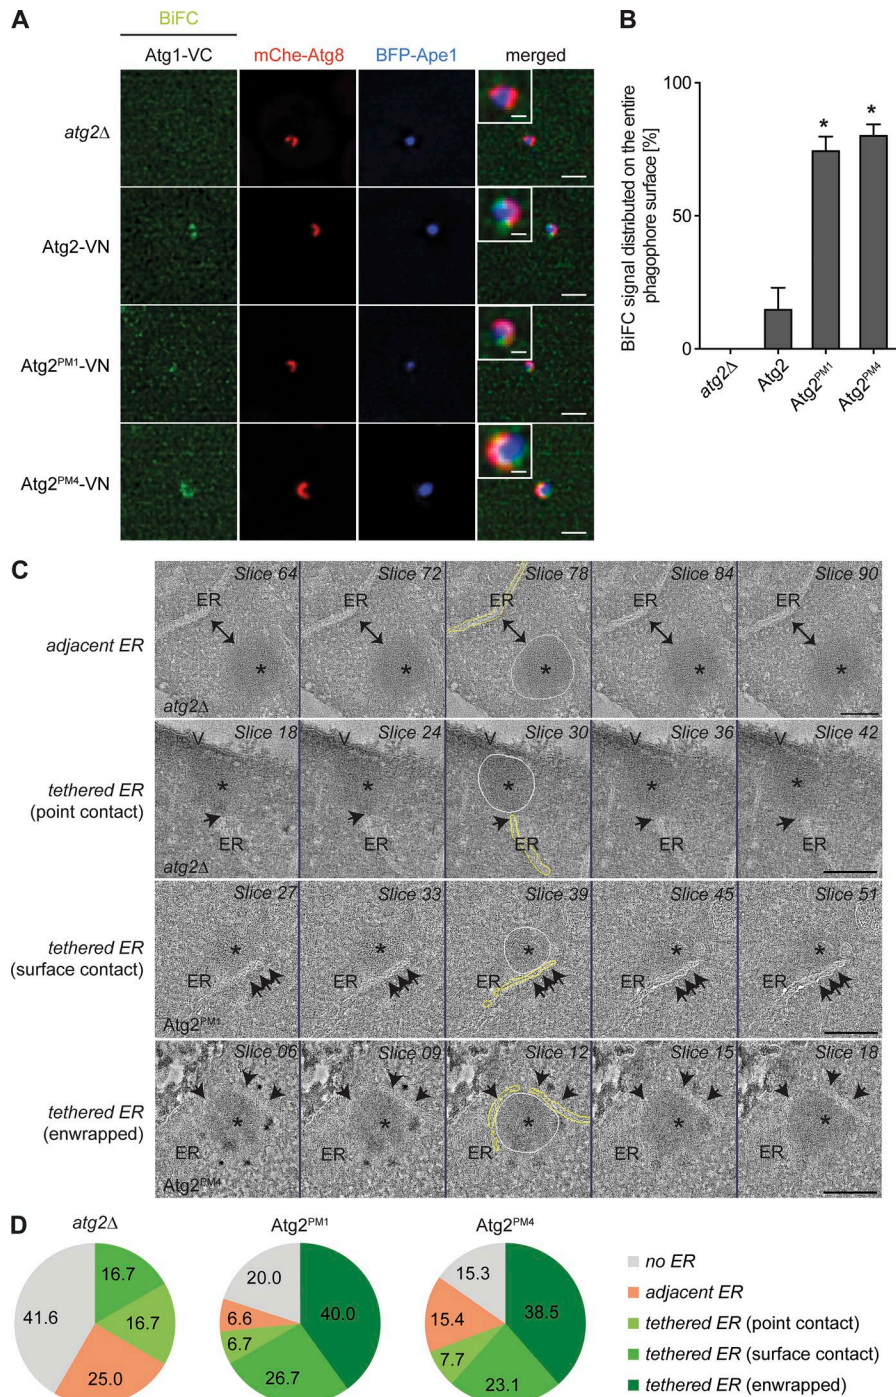 A
BiFC
Atg1-VC
mChe-Atg8
BFP-Ape1
merged
atg2Δ
Atg2-VN
Atg2PM1-VN
Atg2PM4-VN
B
BiFC signal distributed on the entire
phagophore surface [%]
100
50
0
*
*
atg2Δ
Atg2
Atg2PM1
Atg2PM4
C
adjacent ER
Slice 64
Slice 72
Slice 78
Slice 84
Slice 90
ER
ER
ER
ER
ER
*
*
*
*
*
atg2Δ
tethered ER
(point contact)
Slice 18
Slice 24
Slice 30
Slice 36
Slice 42
V
V
V
V
V
*
*
*
*
*
ER
ER
ER
ER
ER
atg2Δ
tethered ER
(surface contact)
Slice 27
Slice 33
Slice 39
Slice 45
Slice 51
*
*
*
*
*
ER
ER
ER
ER
ER
Atg2PM1
tethered ER
(enwrapped)
Slice 06
Slice 09
Slice 12
Slice 15
Slice 18
*
*
*
*
*
ER
ER
ER
ER
ER
Atg2PM4
D
atg2Δ
41.6
16.7
16.7
25.0
Atg2PM1
20.0
40.0
6.6
6.7
26.7
Atg2PM4
15.3
38.5
15.4
7.7
23.1
no ER
adjacent ER
tethered ER (point contact)
tethered ER (surface contact)
tethered ER (enwrapped)